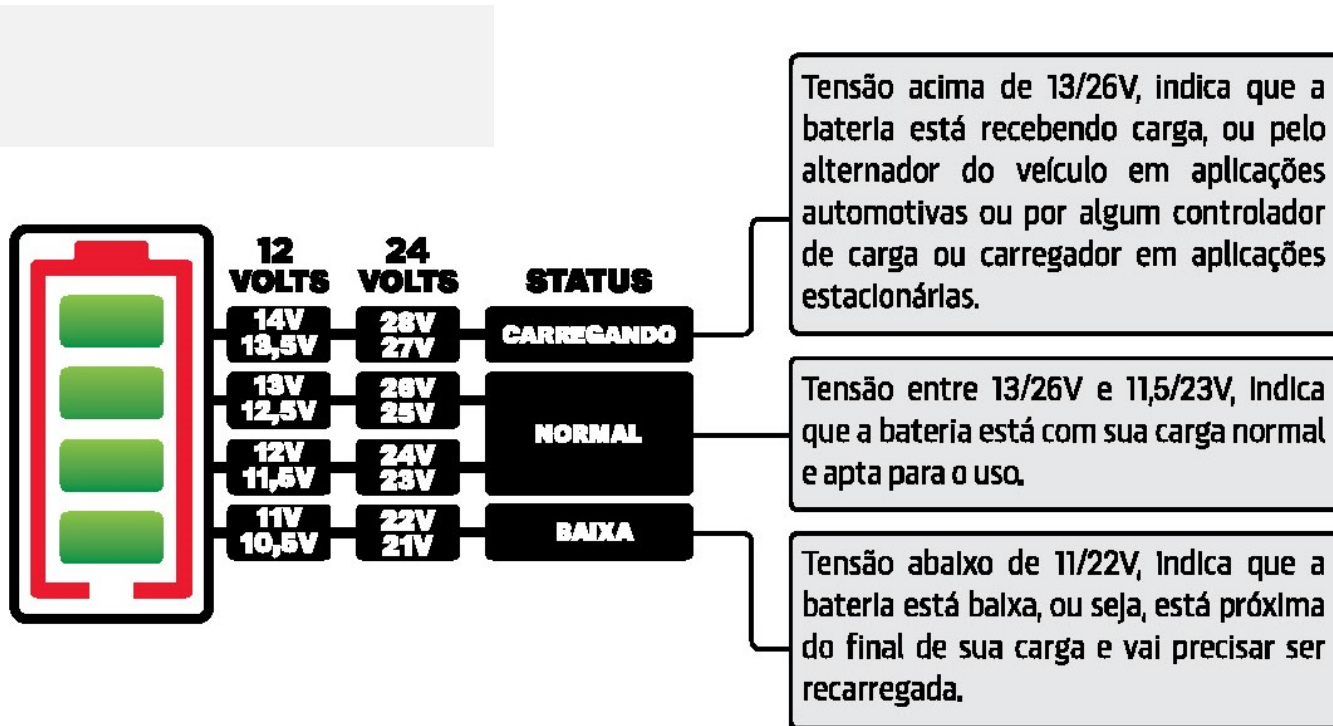 12
VOLTS
24
VOLTS
STATUS
14V
13,5V
28V
27V
CARREGANDO
13V
12,5V
26V
25V
12V
11,5V
24V
23V
NORMAL
11V
10,5V
22V
21V
BAIXA
Tensão acima de 13/26V, indica que a
bateria está recebendo carga, ou pelo
alternador do veículo em aplicações
automotivas ou por algum controlador
de carga ou carregador em aplicações
estacionárias.
Tensão entre 13/26V e 11,5/23V, indica
que a bateria está com sua carga normal
e apta para o uso.
Tensão abaixo de 11/22V, indica que a
bateria está baixa, ou seja, está próxima
do final de sua carga e vai precisar ser
recarregada.